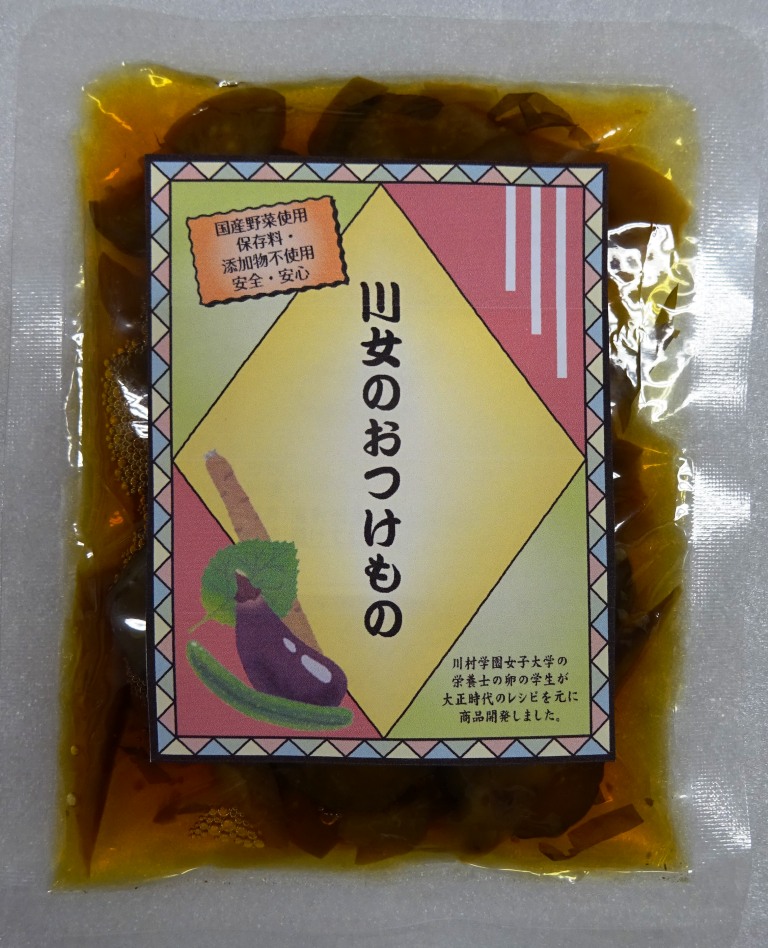 国産野菜使用
保存料・
添加物不使用
安全・安心
川女のおつけもの
川村学園女子大学の
栄養士の卵の学生が
大正時代のレシピを元に
商品開発しました。